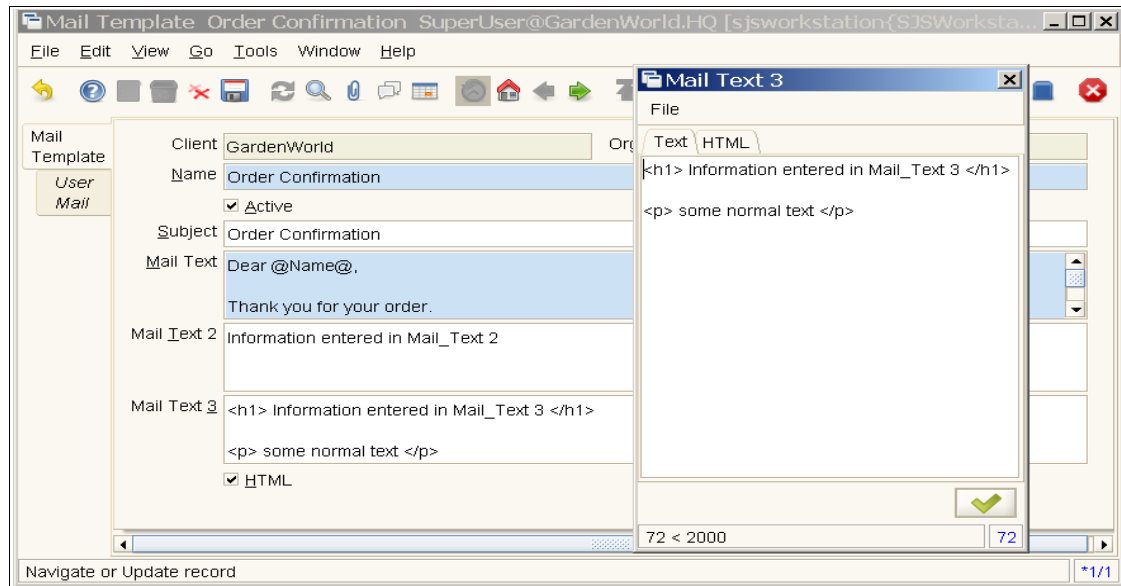 Mail Template Order Confirmation SuperUser@GardenWorld.HQ [sjsworkstation{SJSWorksta...
File Edit View Go Tools Window Help
Mail Template
User Mail
Client GardenWorld
Name Order Confirmation
Active
Subject Order Confirmation
Mail Text Dear @Name@,
Thank you for your order.
Mail Text 2 Information entered in Mail_Text 2
Mail Text 3 <h1> Information entered in Mail_Text 3 </h1>
<p> some normal text </p>
HTML
Mail Text 3
File
Text HTML
<h1> Information entered in Mail_Text 3 </h1>
<p> some normal text </p>
72 < 2000 72
Navigate or Update record *1/1